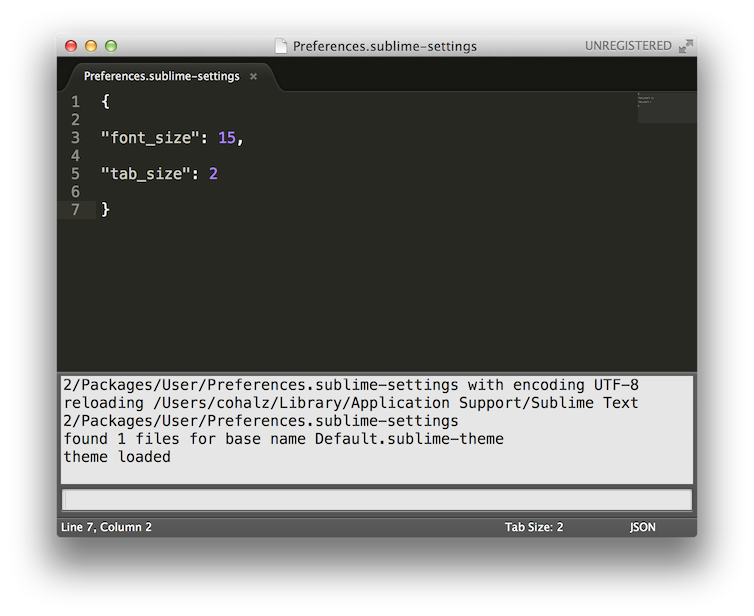 Preferences.sublime-settings
UNREGISTERED
Preferences.sublime-settings ×
1 {
2
3 "font_size": 15,
4
5 "tab_size": 2
6
7 }
2/Packages/User/Preferences.sublime-settings with encoding UTF-8
reloading /Users/cohalz/Library/Application Support/Sublime Text
2/Packages/User/Preferences.sublime-settings
found 1 files for base name Default.sublime-theme
theme loaded
Line 7, Column 2
Tab Size: 2
JSON